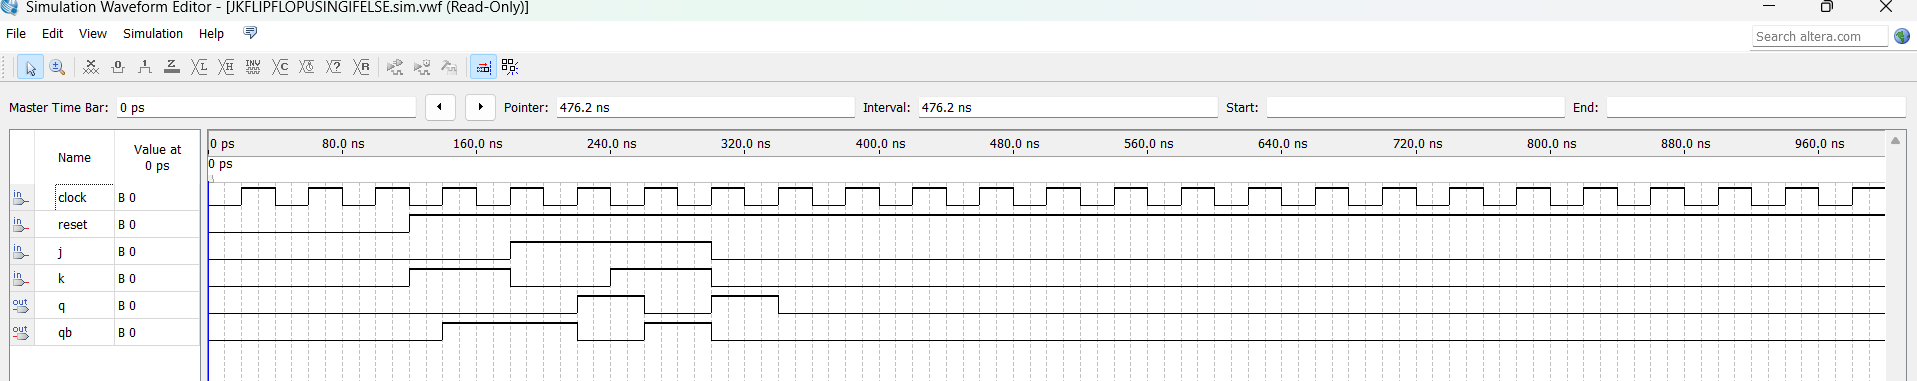 Simulation Waveform Editor - [JKFLIPFLOPUSINGIFELSE.sim.vwf (Read-Only)]
File Edit View Simulation Help
Search altera.com
Master Time Bar: 0 ps Pointer: 476.2 ns Interval: 476.2 ns Start: End:
Name Value at 0 ps
0 ps 80.0 ns 160.0 ns 240.0 ns 320.0 ns 400.0 ns 480.0 ns 560.0 ns 640.0 ns 720.0 ns 800.0 ns 880.0 ns 960.0 ns
0 ps
in clock B 0
in reset B 0
in j B 0
in k B 0
out q B 0
out qb B 0